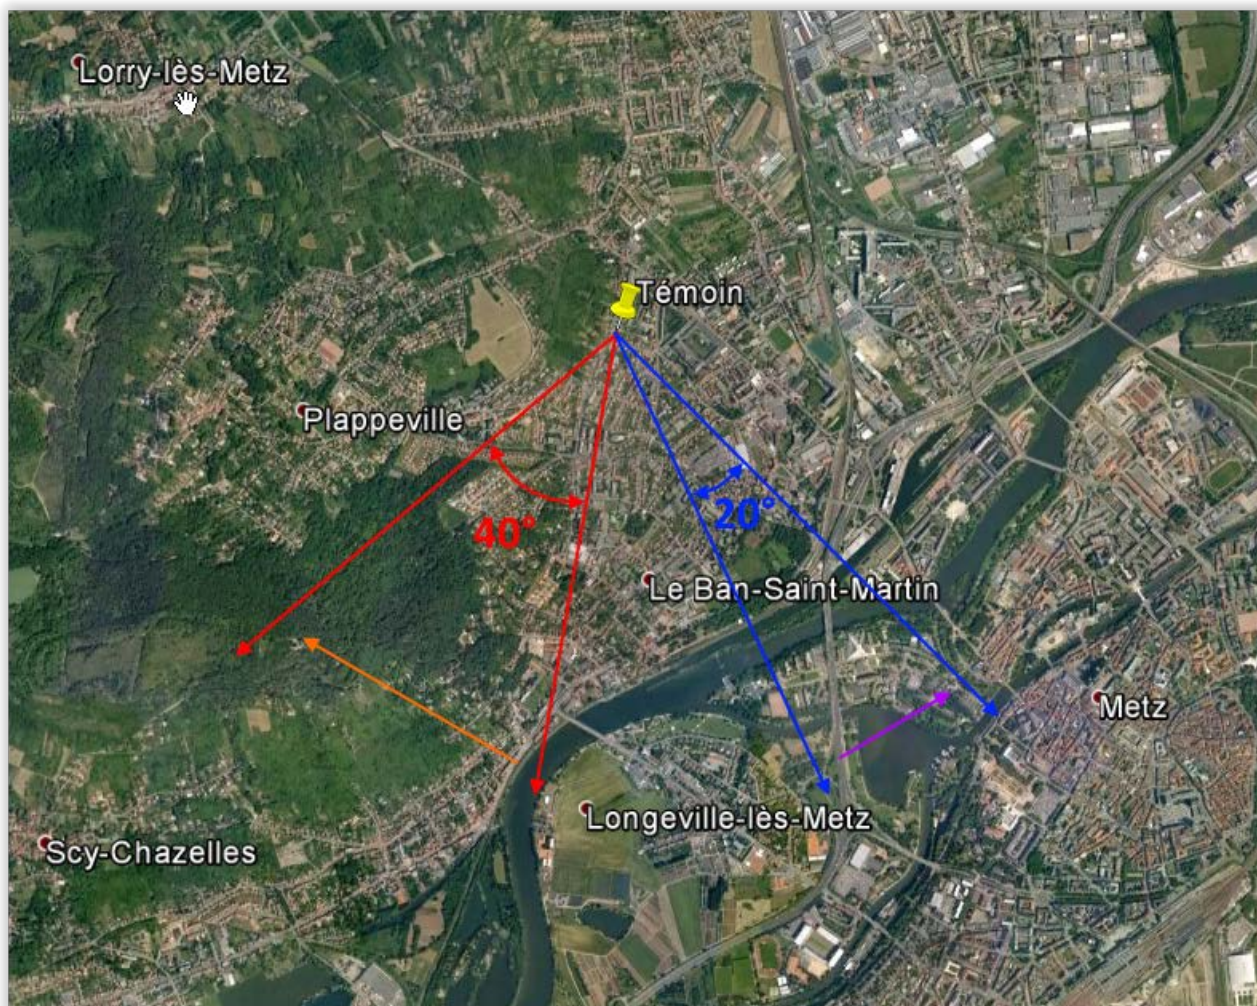 Lorry-lès-Metz
Témoin
Plappeville
40°
20°
Le Ban-Saint-Martin
Metz
Longeville-lès-Metz
Scy-Chazelles